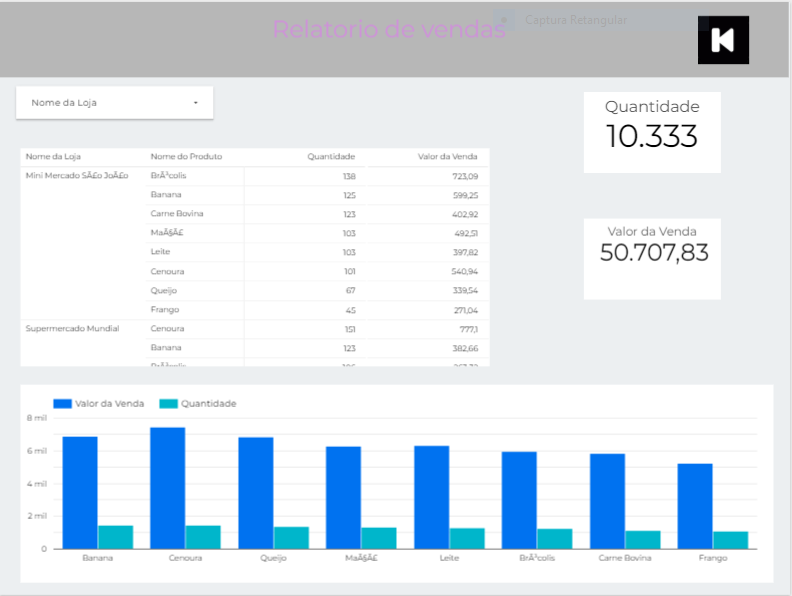 Relatorio de vendas
Captura Retangular
Nome da Loja
Quantidade
10.333
Valor da Venda
50.707,83
Nome da Loja Nome do Produto Quantidade Valor da Venda
Mini Mercado SÃ£o JoÃ£o BrÃ³colis 138 723,09
Banana 125 599,25
Carne Bovina 123 402,92
MaÃ§Ã£ 103 492,51
Leite 103 397,82
Cenoura 101 540,94
Queijo 67 339,54
Frango 45 271,04
Supermercado Mundial Cenoura 151 777,1
Banana 123 382,66
Valor da Venda Quantidade
8 mil
6 mil
4 mil
2 mil
0
Banana Cenoura Queijo MaÃ§Ã£ Leite BrÃ³colis Carne Bovina Frango